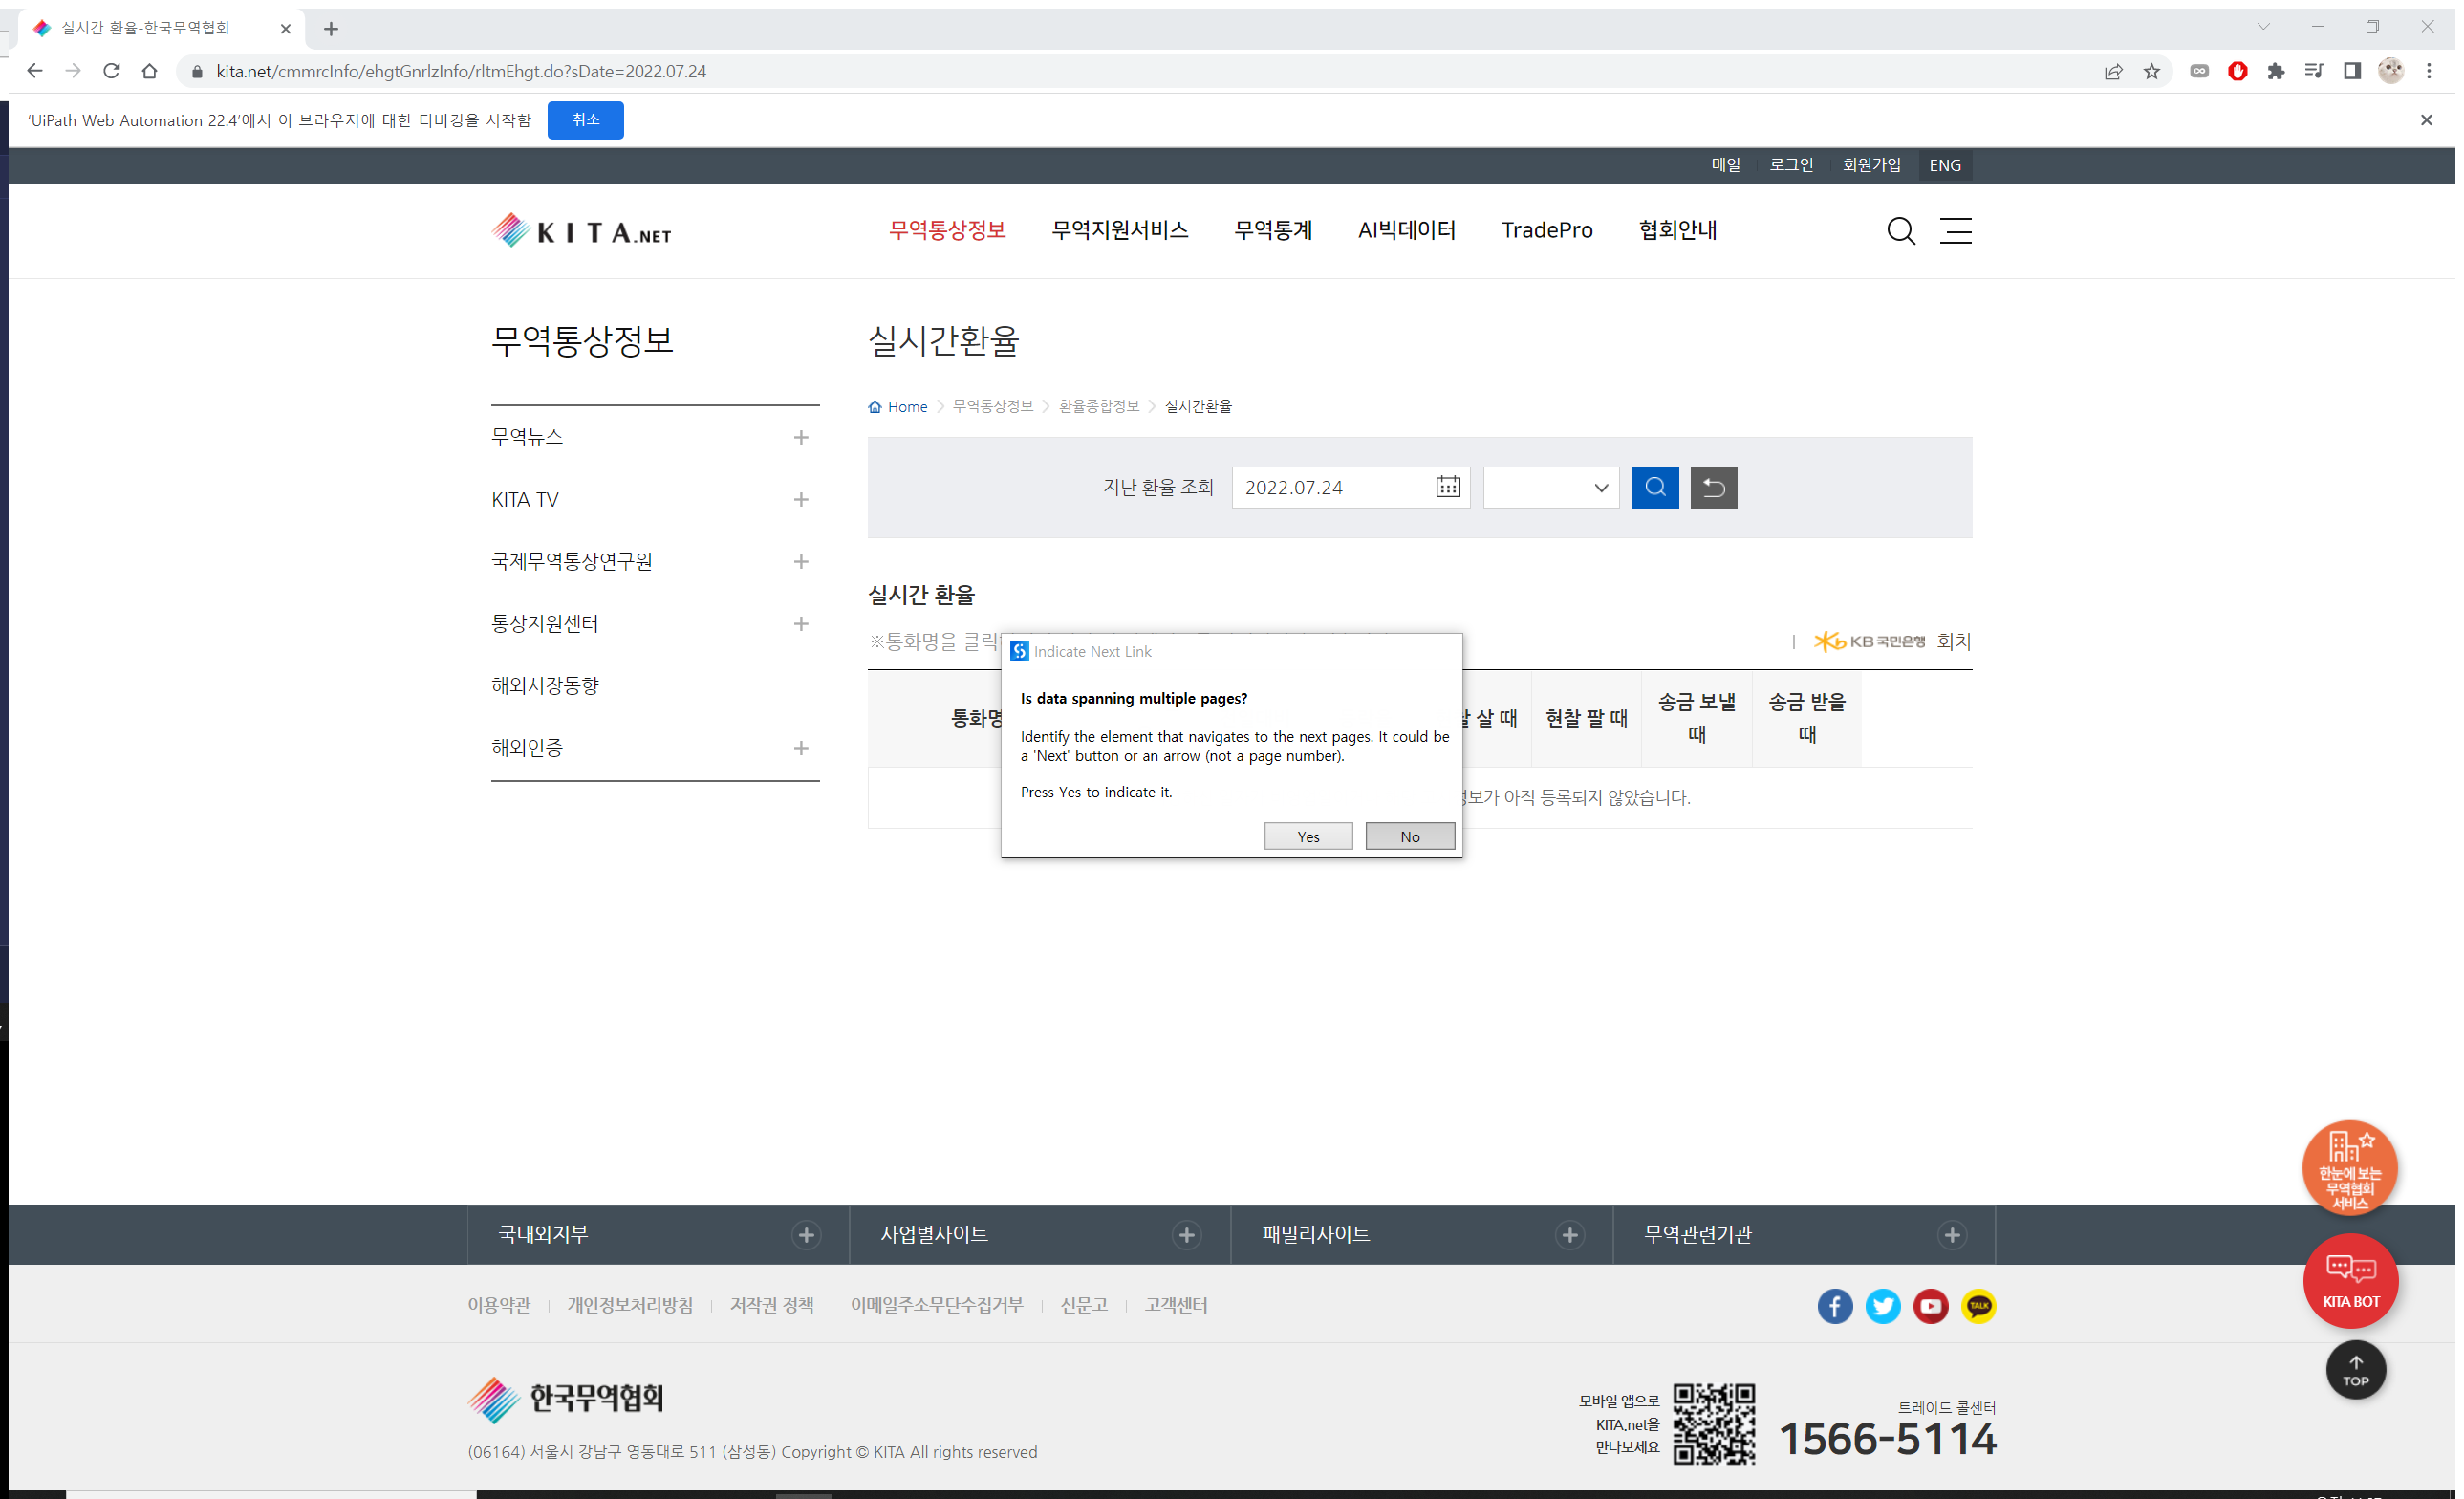 실시간 환율-한국무역협회
kita.net/cmmrcInfo/ehgtGnrlzInfo/rltmEhgt.do?sDate=2022.07.24
'UiPath Web Automation 22.4'에서 이 브라우저에 대한 디버깅을 시작함 취소
메일 로그인 회원가입 ENG
KITA.NET 무역통상정보 무역지원서비스 무역통계 AI빅데이터 TradePro 협회안내
무역통상정보
무역뉴스
KITA TV
국제무역통상연구원
통상지원센터
해외시장동향
해외인증
실시간환율
Home 무역통상정보 환율종합정보 실시간환율
지난 환율 조회 2022.07.24
실시간 환율
※통화명을 클릭
KB국민은행 회차
통화명 살 때 현찰 팔 때 송금 보낼 때 송금 받을 때
아직 등록되지 않았습니다.
Indicate Next Link
Is data spanning multiple pages?
Identify the element that navigates to the next pages. It could be
a 'Next' button or an arrow (not a page number).
Press Yes to indicate it.
Yes No
한눈에 보는
무역협회
서비스
KITA BOT
TOP
국내외지부 사업별사이트 패밀리사이트 무역관련기관
이용약관 개인정보처리방침 저작권 정책 이메일주소무단수집거부 신문고 고객센터
TALK
한국무역협회
(06164) 서울시 강남구 영동대로 511 (삼성동) Copyright © KITA All rights reserved
모바일 앱으로
KITA.net을
만나보세요
트레이드 콜센터
1566-5114